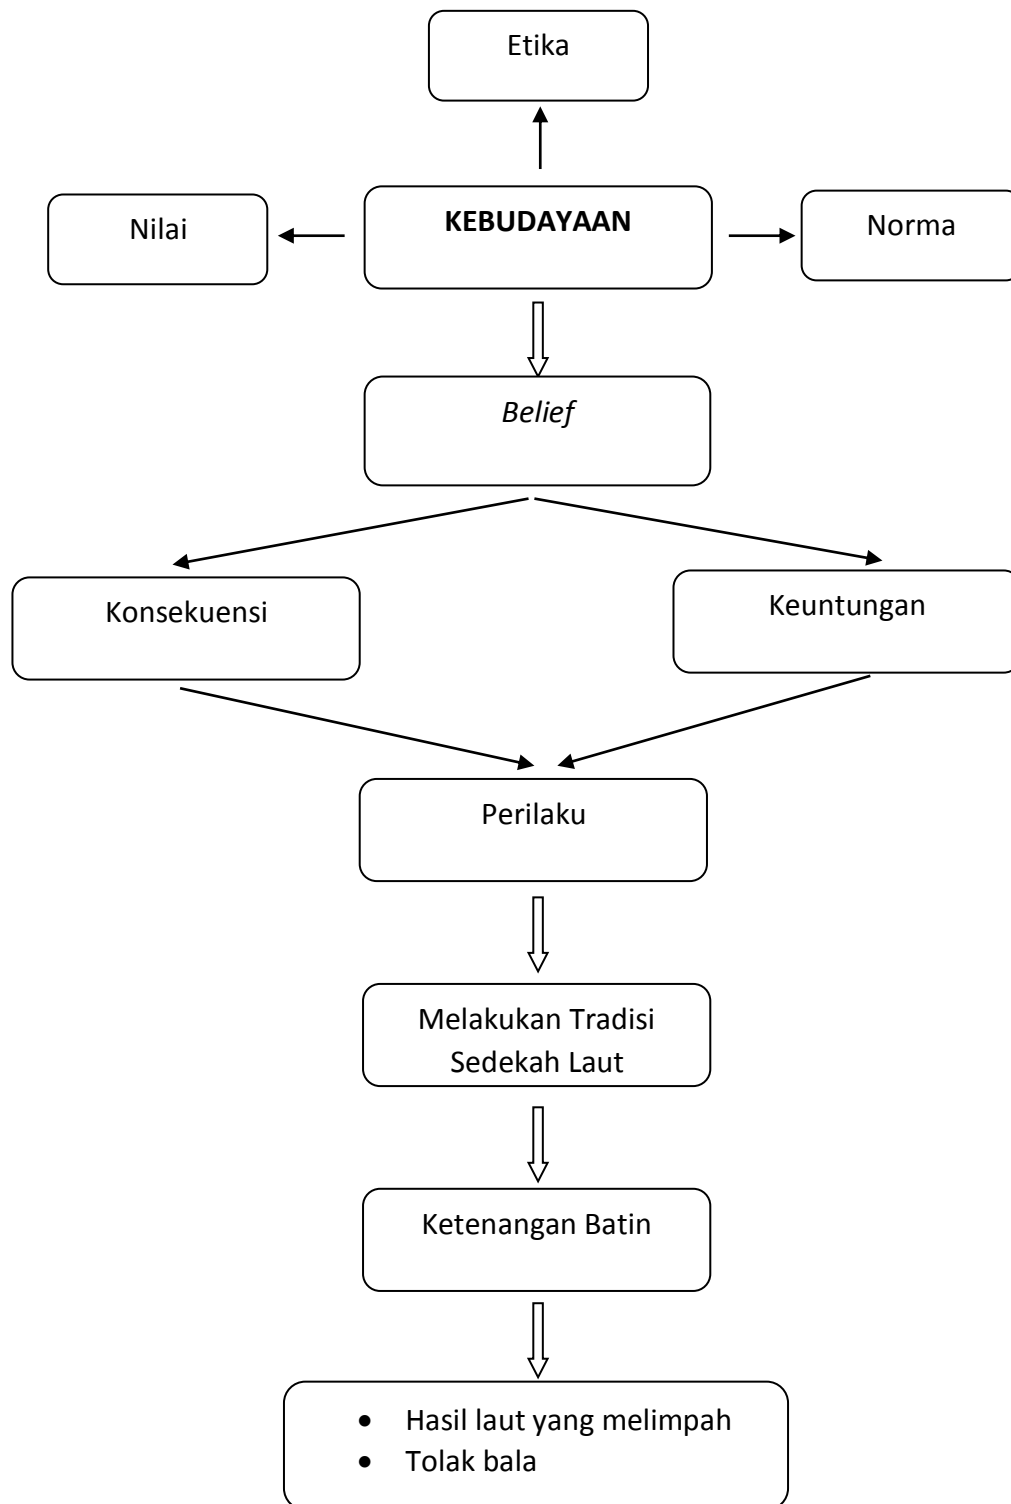 Etika
Nilai
KEBUDAYAAN
Norma
Belief
Konsekuensi
Keuntungan
Perilaku
Melakukan Tradisi
Sedekah Laut
Ketenangan Batin
• Hasil laut yang melimpah
• Tolak bala